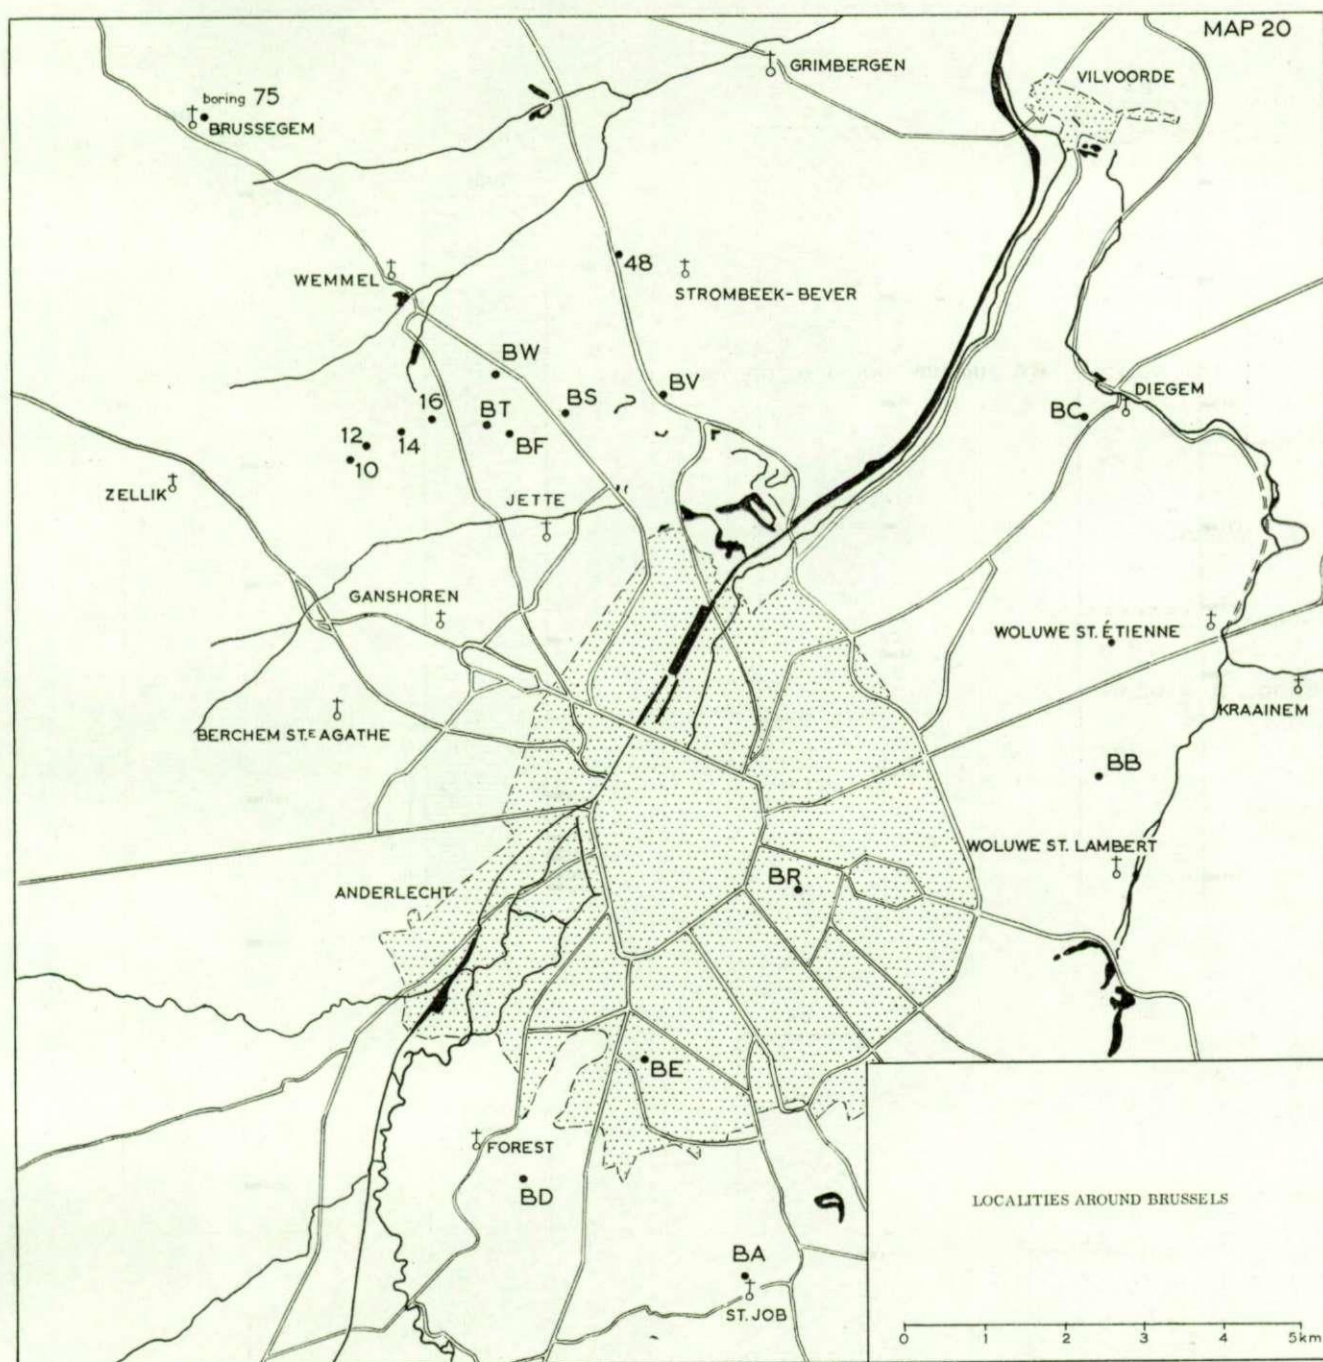 MAP 20
GRIMBERGEN
VILVOORDE
boring 75
BRUSSEGEM
WEMMEL
48
STROMBEEK-BEVER
BW
BS
BV
DIEGEM
BC
16
BT
BF
14
12
10
ZELLIK
JETTE
GANSHOREN
WOLUWE ST. ÉTIENNE
KRAAINEM
BERCHEM STE AGATHE
BB
WOLUWE ST. LAMBERT
ANDERLECHT
BR
BE
FOREST
BD
LOCALITIES AROUND BRUSSELS
BA
ST. JOB
0 1 2 3 4 5km